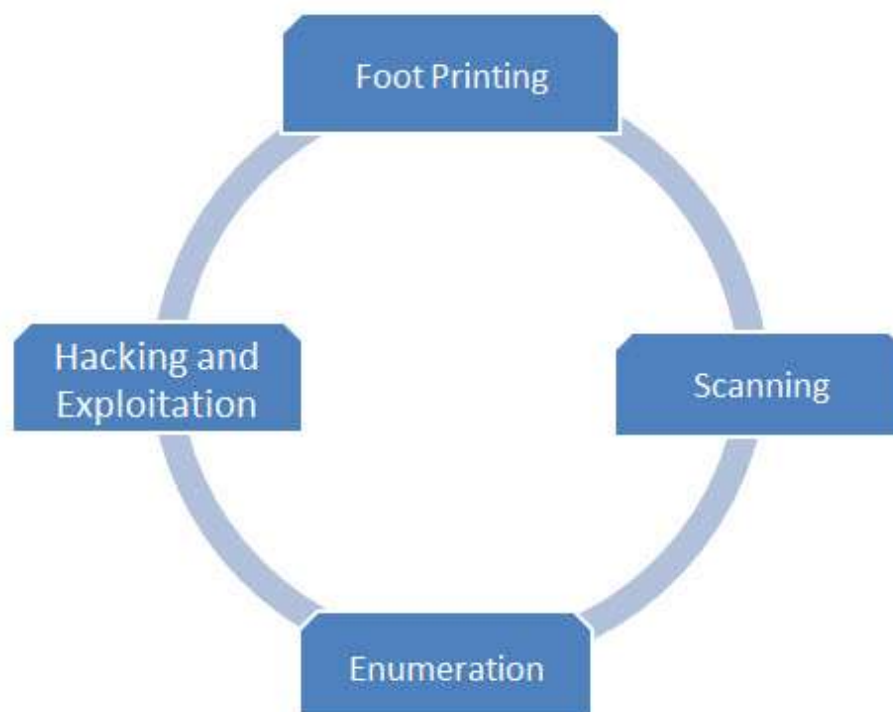 Foot Printing
Scanning
Enumeration
Hacking and
Exploitation